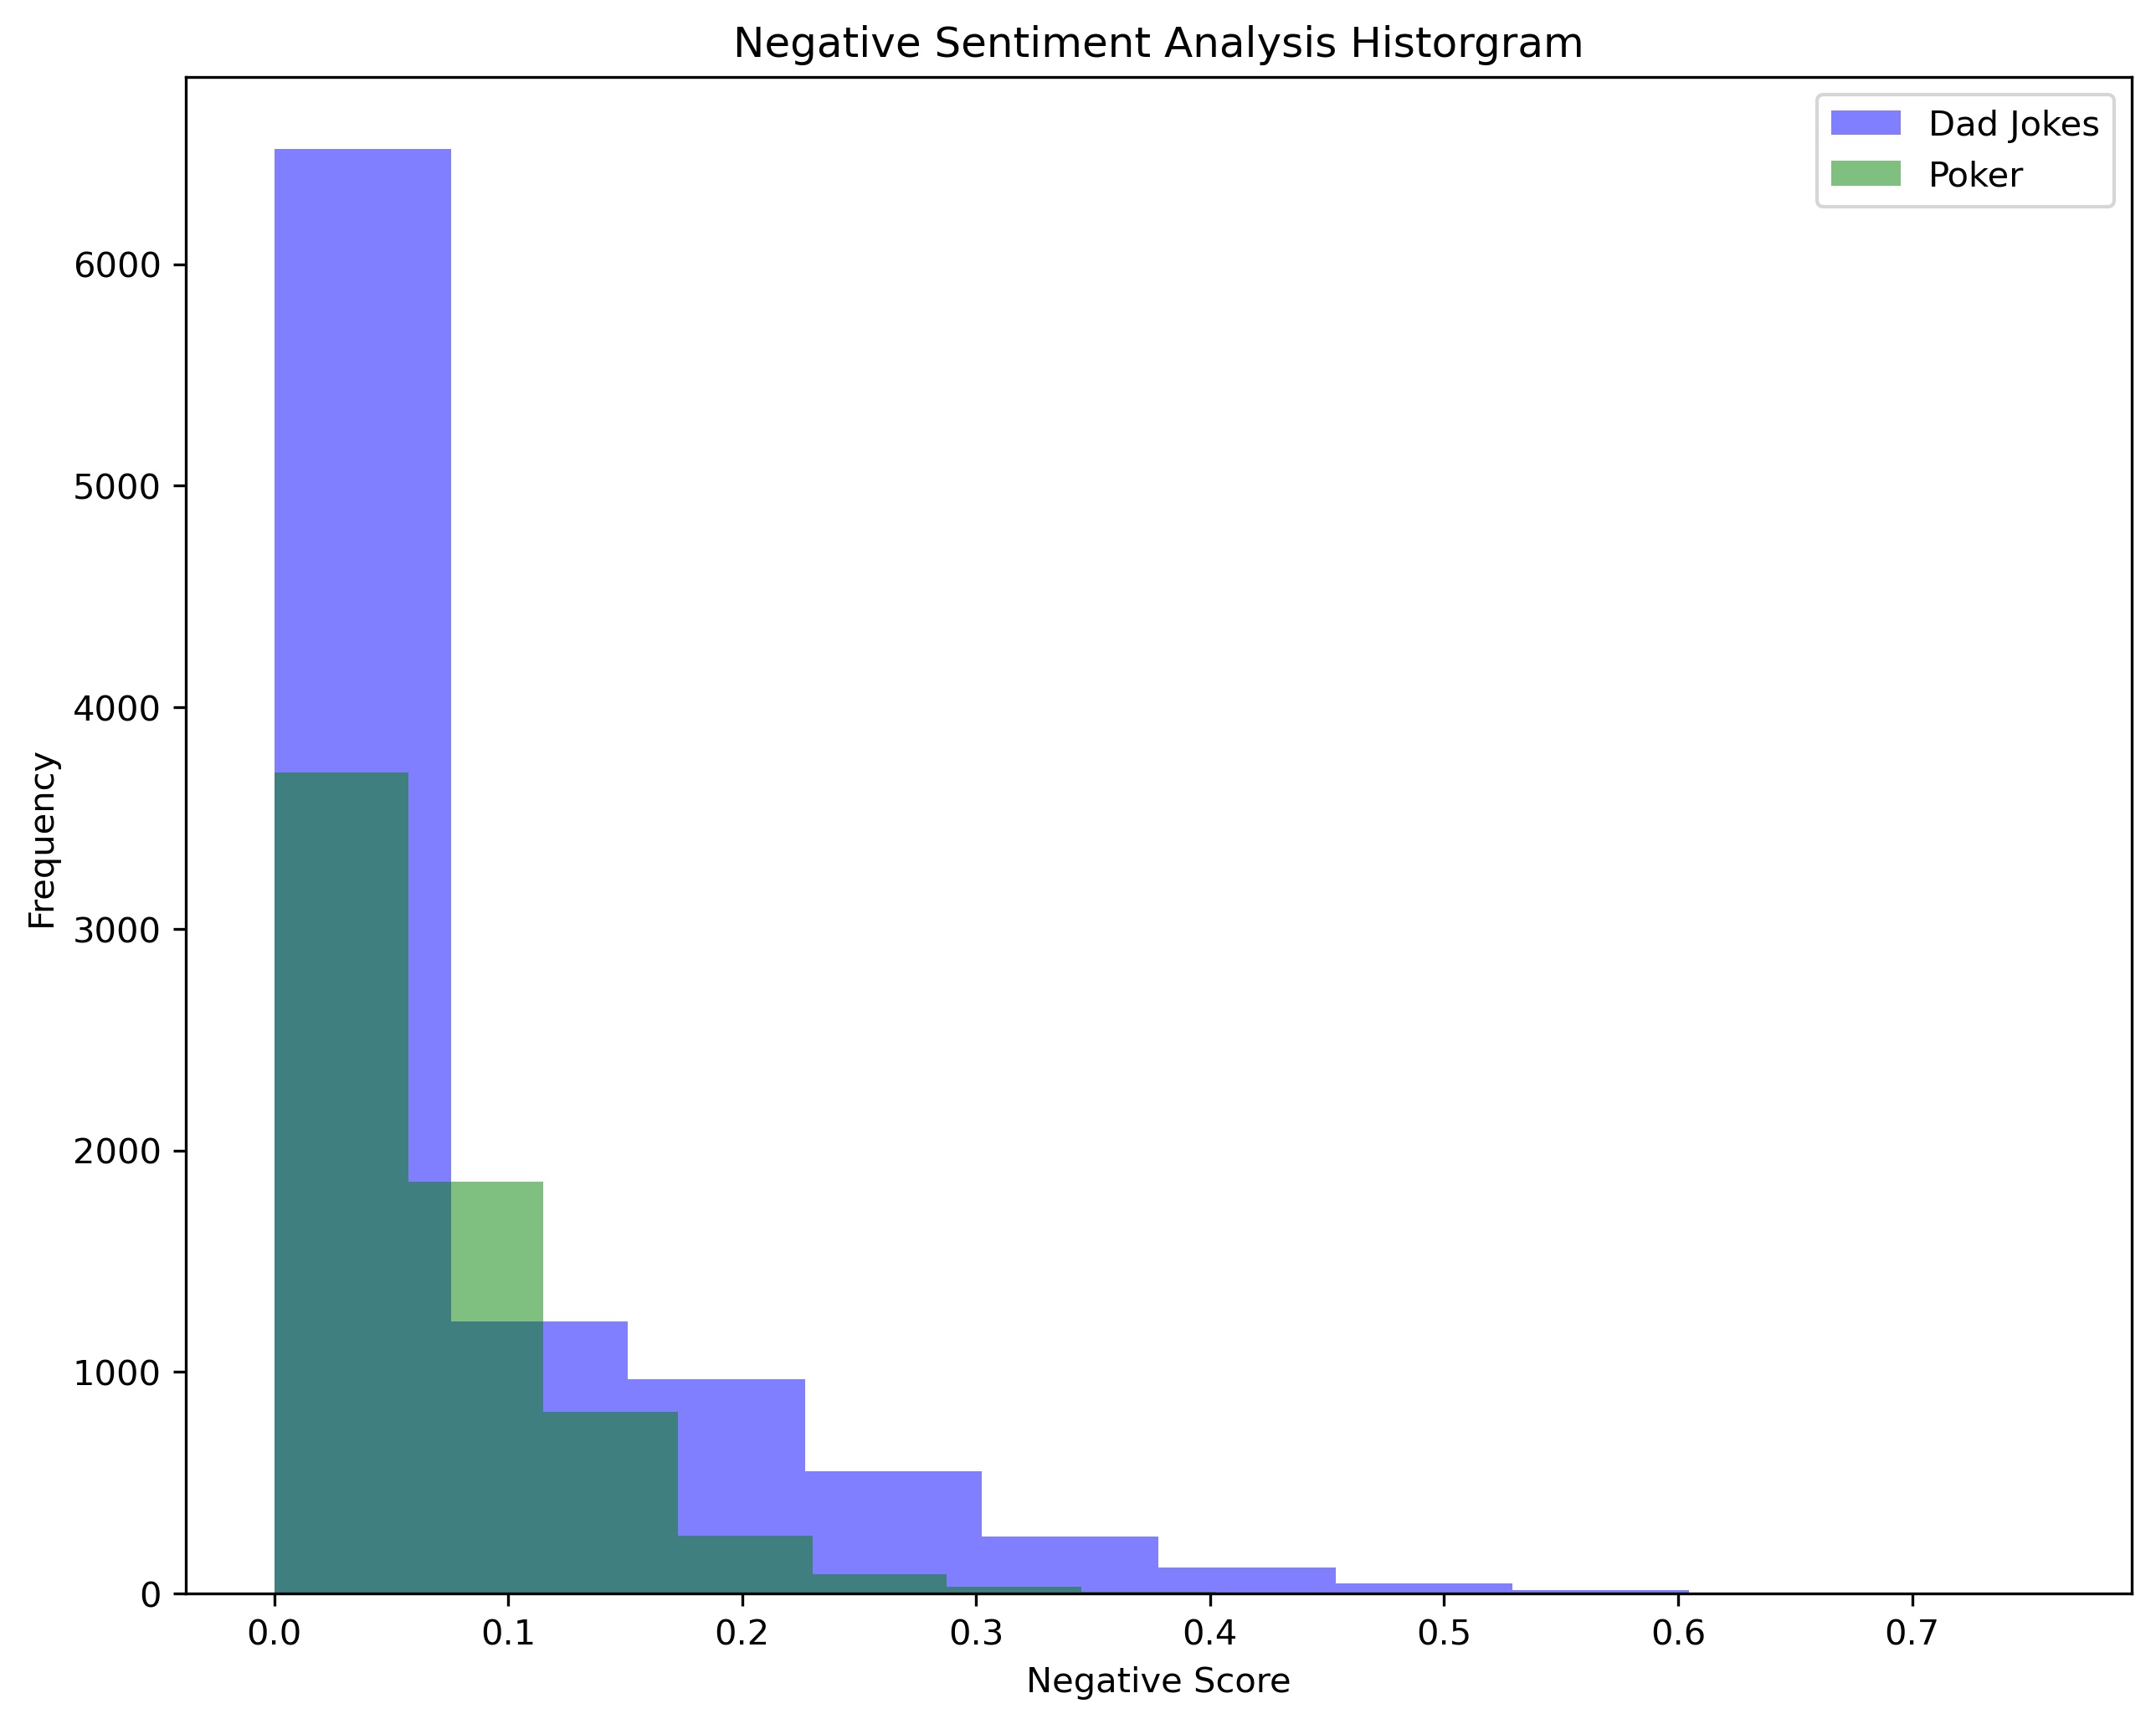 Negative Sentiment Analysis Historgram
Dad Jokes
Poker
6000
5000
4000
3000
2000
1000
0
Frequency
0.0 0.1 0.2 0.3 0.4 0.5 0.6 0.7
Negative Score